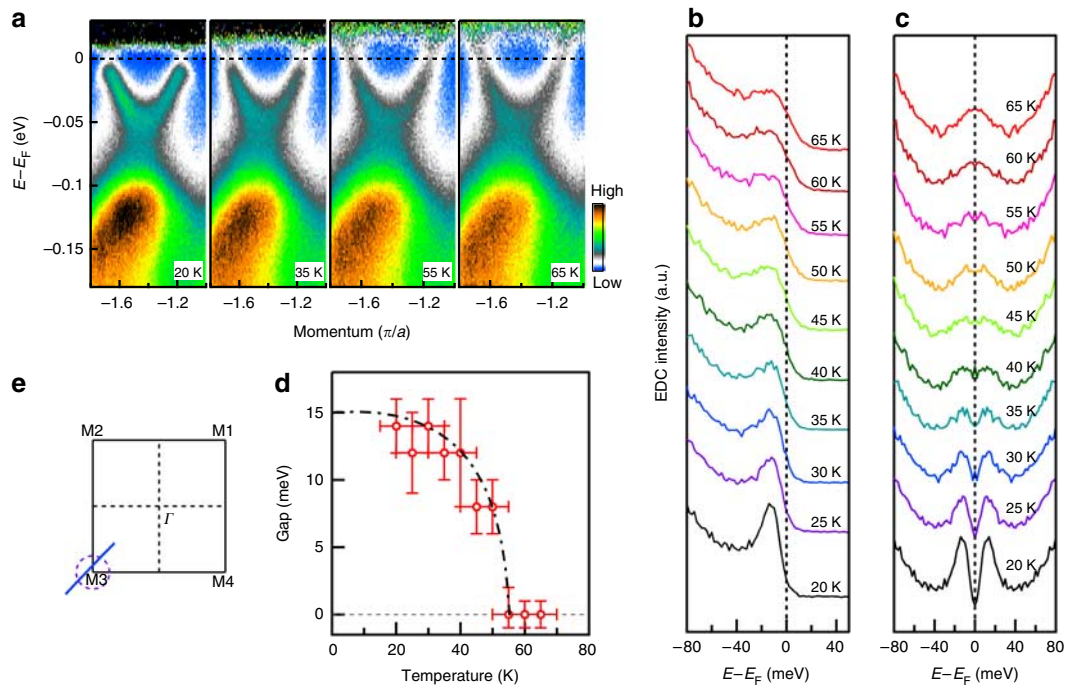 a
0
−0.05
−0.1
−0.15
E−E_F (eV)
20 K
35 K
55 K
65 K
High
Low
−1.6 −1.2 −1.6 −1.2 −1.6 −1.2 −1.6 −1.2
Momentum (π/a)
e
M2 M1
Γ
M3 M4
d
15
10
5
0
Gap (meV)
0 20 40 60 80
Temperature (K)
b
EDC intensity (a.u.)
65 K
60 K
55 K
50 K
45 K
40 K
35 K
30 K
25 K
20 K
−80 −40 0 40
E−E_F (meV)
c
65 K
60 K
55 K
50 K
45 K
40 K
35 K
30 K
25 K
20 K
−80 −40 0 40 80
E−E_F (meV)